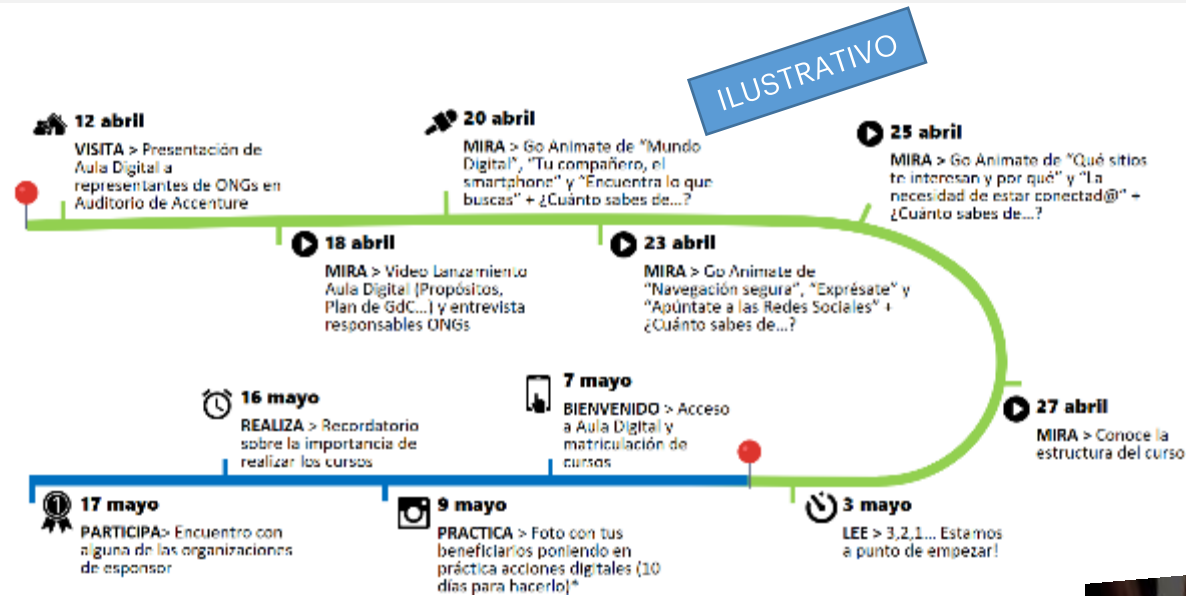 ILUSTRATIVO
12 abril
VISITA > Presentación de
Aula Digital a
representantes de ONGs en
Auditorio de Accenture
18 abril
MIRA > Video Lanzamiento
Aula Digital (Propósitos,
Plan de GdC...) y entrevista
responsables ONGs
20 abril
MIRA > Go Animate de "Mundo
Digital", "Tu compañero, el
smartphone" y "Encuentra lo que
buscas" + ¿Cuánto sabes de...?
23 abril
MIRA > Go Animate de
"Navegación segura", "Exprésate" y
"Apúntate a las Redes Sociales" +
¿Cuánto sabes de...?
25 abril
MIRA > Go Animate de "Qué sitios
te interesan y por qué" y "La
necesidad de estar conectad@" +
¿Cuánto sabes de...?
27 abril
MIRA > Conoce la
estructura del curso
3 mayo
LEE > 3,2,1... Estamos
a punto de empezar!
7 mayo
BIENVENIDO > Acceso
a Aula Digital y
matriculación de
cursos
9 mayo
PRACTICA > Foto con tus
beneficiarios poniendo en
práctica acciones digitales (10
días para hacerlo)*
16 mayo
REALIZA > Recordatorio
sobre la importancia de
realizar los cursos
1
17 mayo
PARTICIPA> Encuentro con
alguna de las organizaciones
de esponsor